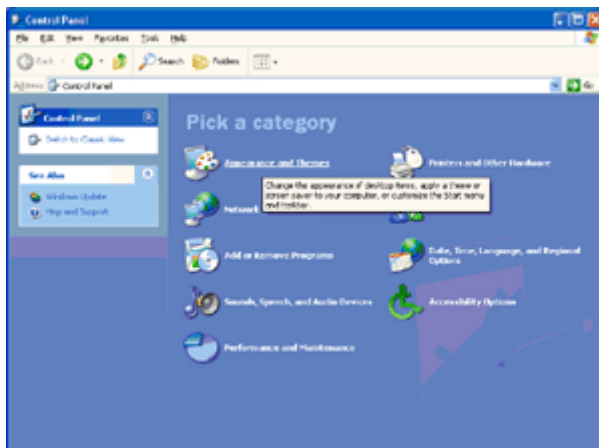 Control Panel
File Edit View Favorites Tools Help
Back Search Folders
Address Control Panel Go
Control Panel
Switch to Classic View
See Also
Windows Update
Help and Support
Pick a category
Appearance and Themes
Printers and Other Hardware
Change the appearance of desktop items, apply a theme or
screen saver to your computer, or customize the Start menu
and taskbar.
Network
Add or Remove Programs
Date, Time, Language, and Regional
Options
Sounds, Speech, and Audio Devices
Accessibility Options
Performance and Maintenance